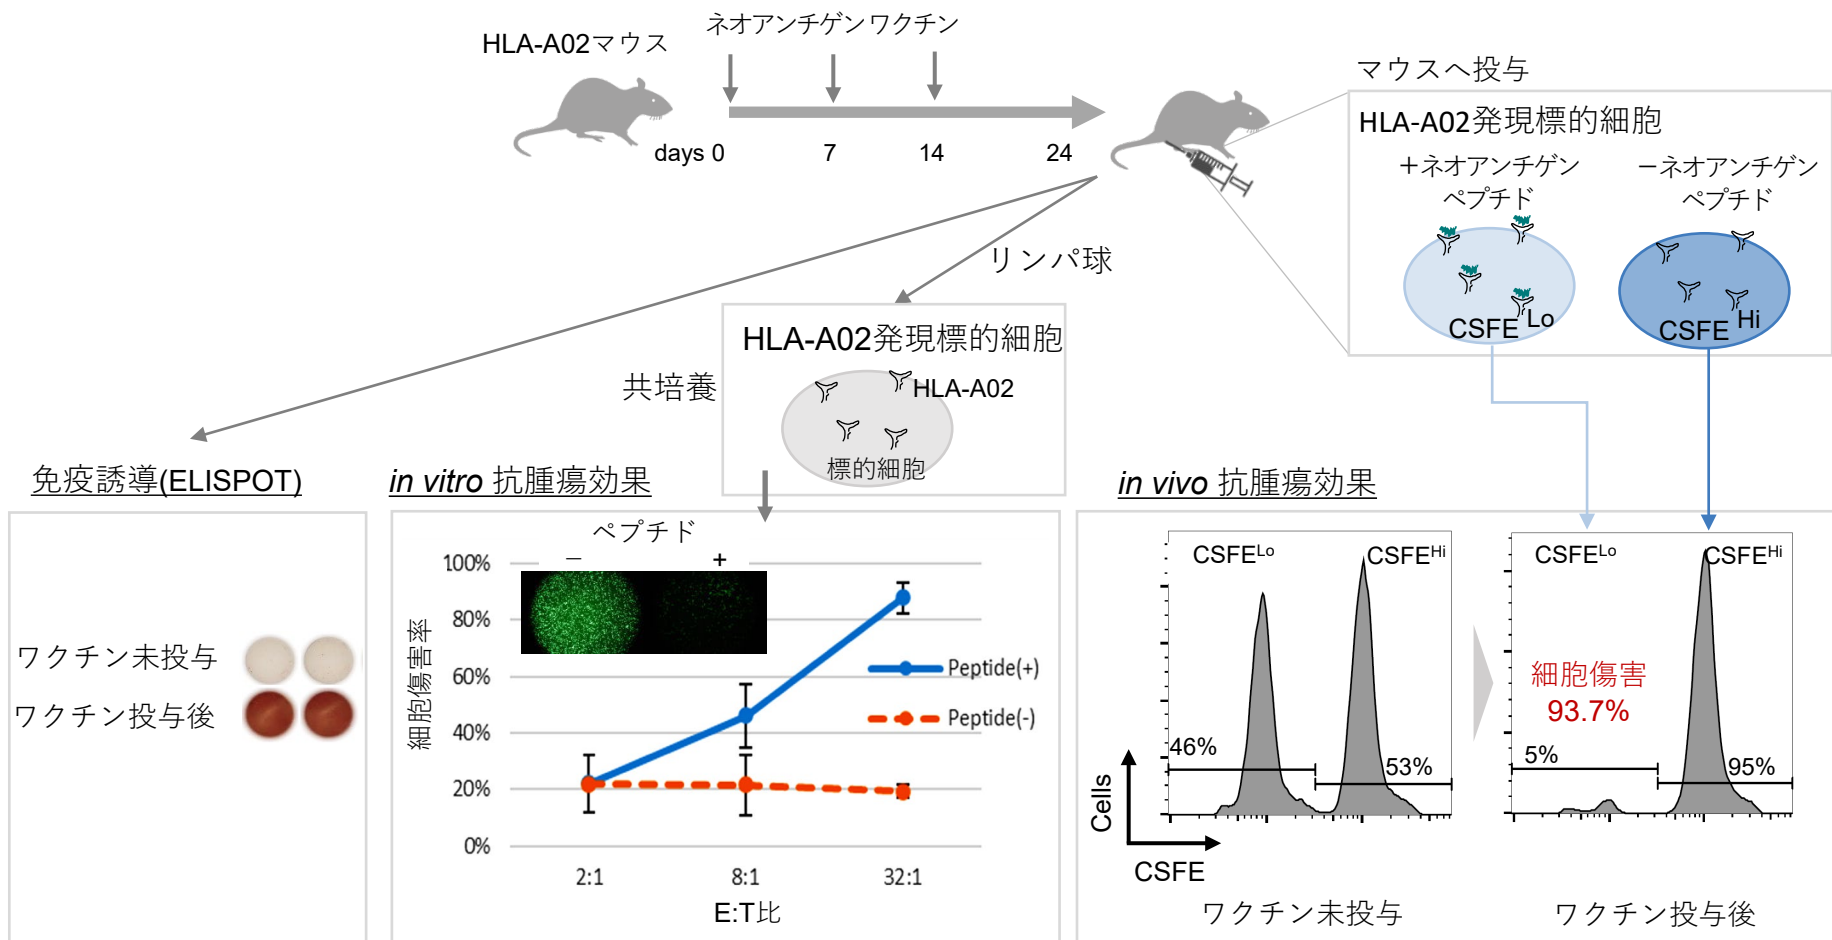 ネオアンチゲンワクチン
HLA-A02マウス
days 0
7
14
24
マウスへ投与
HLA-A02発現標的細胞
+ネオアンチゲン
ペプチド
−ネオアンチゲン
ペプチド
CSFE Lo
CSFE Hi
リンパ球
HLA-A02発現標的細胞
共培養
HLA-A02
標的細胞
免疫誘導(ELISPOT)
ワクチン未投与
ワクチン投与後
in vitro 抗腫瘍効果
ペプチド
− +
細胞傷害率
100%
80%
60%
40%
20%
0%
Peptide(+)
Peptide(-)
2:1
8:1
32:1
E:T比
in vivo 抗腫瘍効果
CSFELo
CSFEHi
46%
53%
Cells
CSFE
ワクチン未投与
CSFELo
CSFEHi
細胞傷害
93.7%
5%
95%
ワクチン投与後